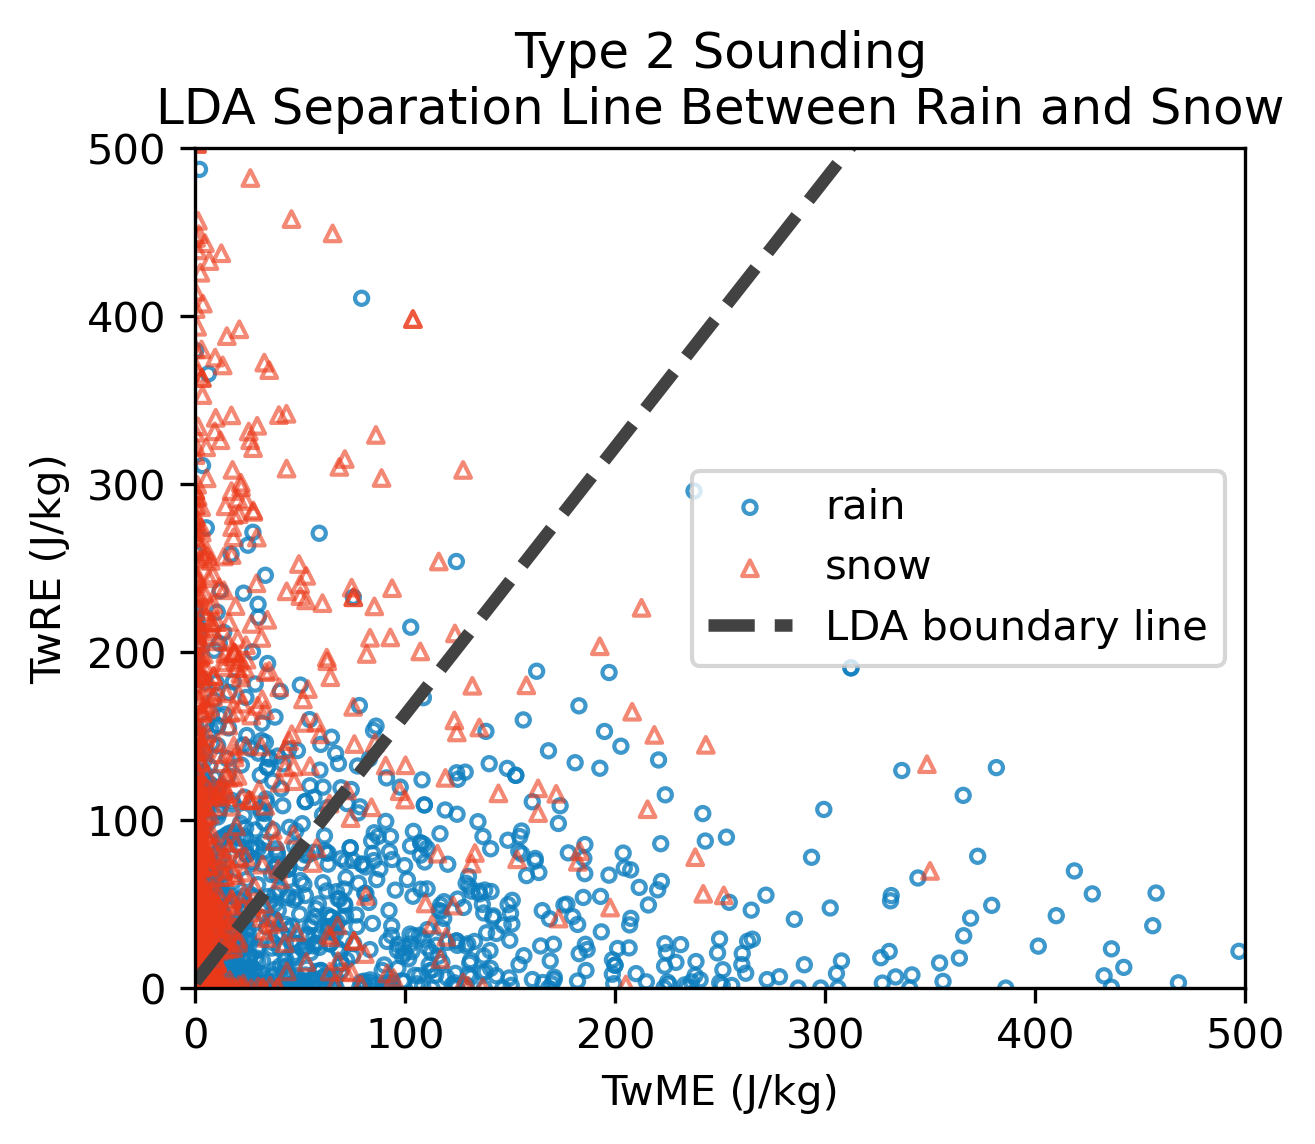 Type 2 Sounding
LDA Separation Line Between Rain and Snow
500
400
300
200
100
0
TwRE (J/kg)
rain
snow
LDA boundary line
0 100 200 300 400 500
TwME (J/kg)